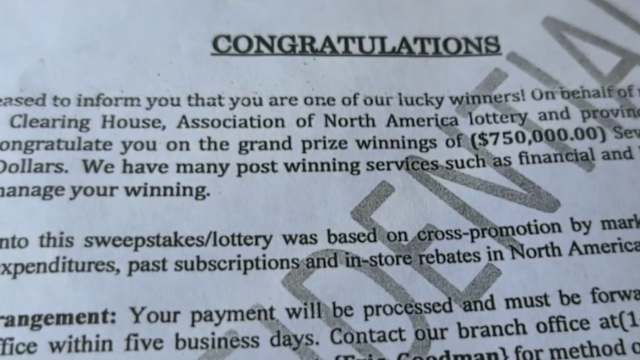 CONGRATULATIONS
eased to inform you that you are one of our lucky winners! On behalf of
Clearing House, Association of North America lottery and provin
ongratulate you on the grand prize winnings of ($750,000.00) Sev
Dollars. We have many post winning services such as financial and
manage your winning.
nto this sweepstakes/lottery was based on cross-promotion by mark
xpenditures, past subscriptions and in-store rebates in North America
rangement: Your payment will be processed and must be forwa
ffice within five business days. Contact our branch office at(1
Goodman) for method o